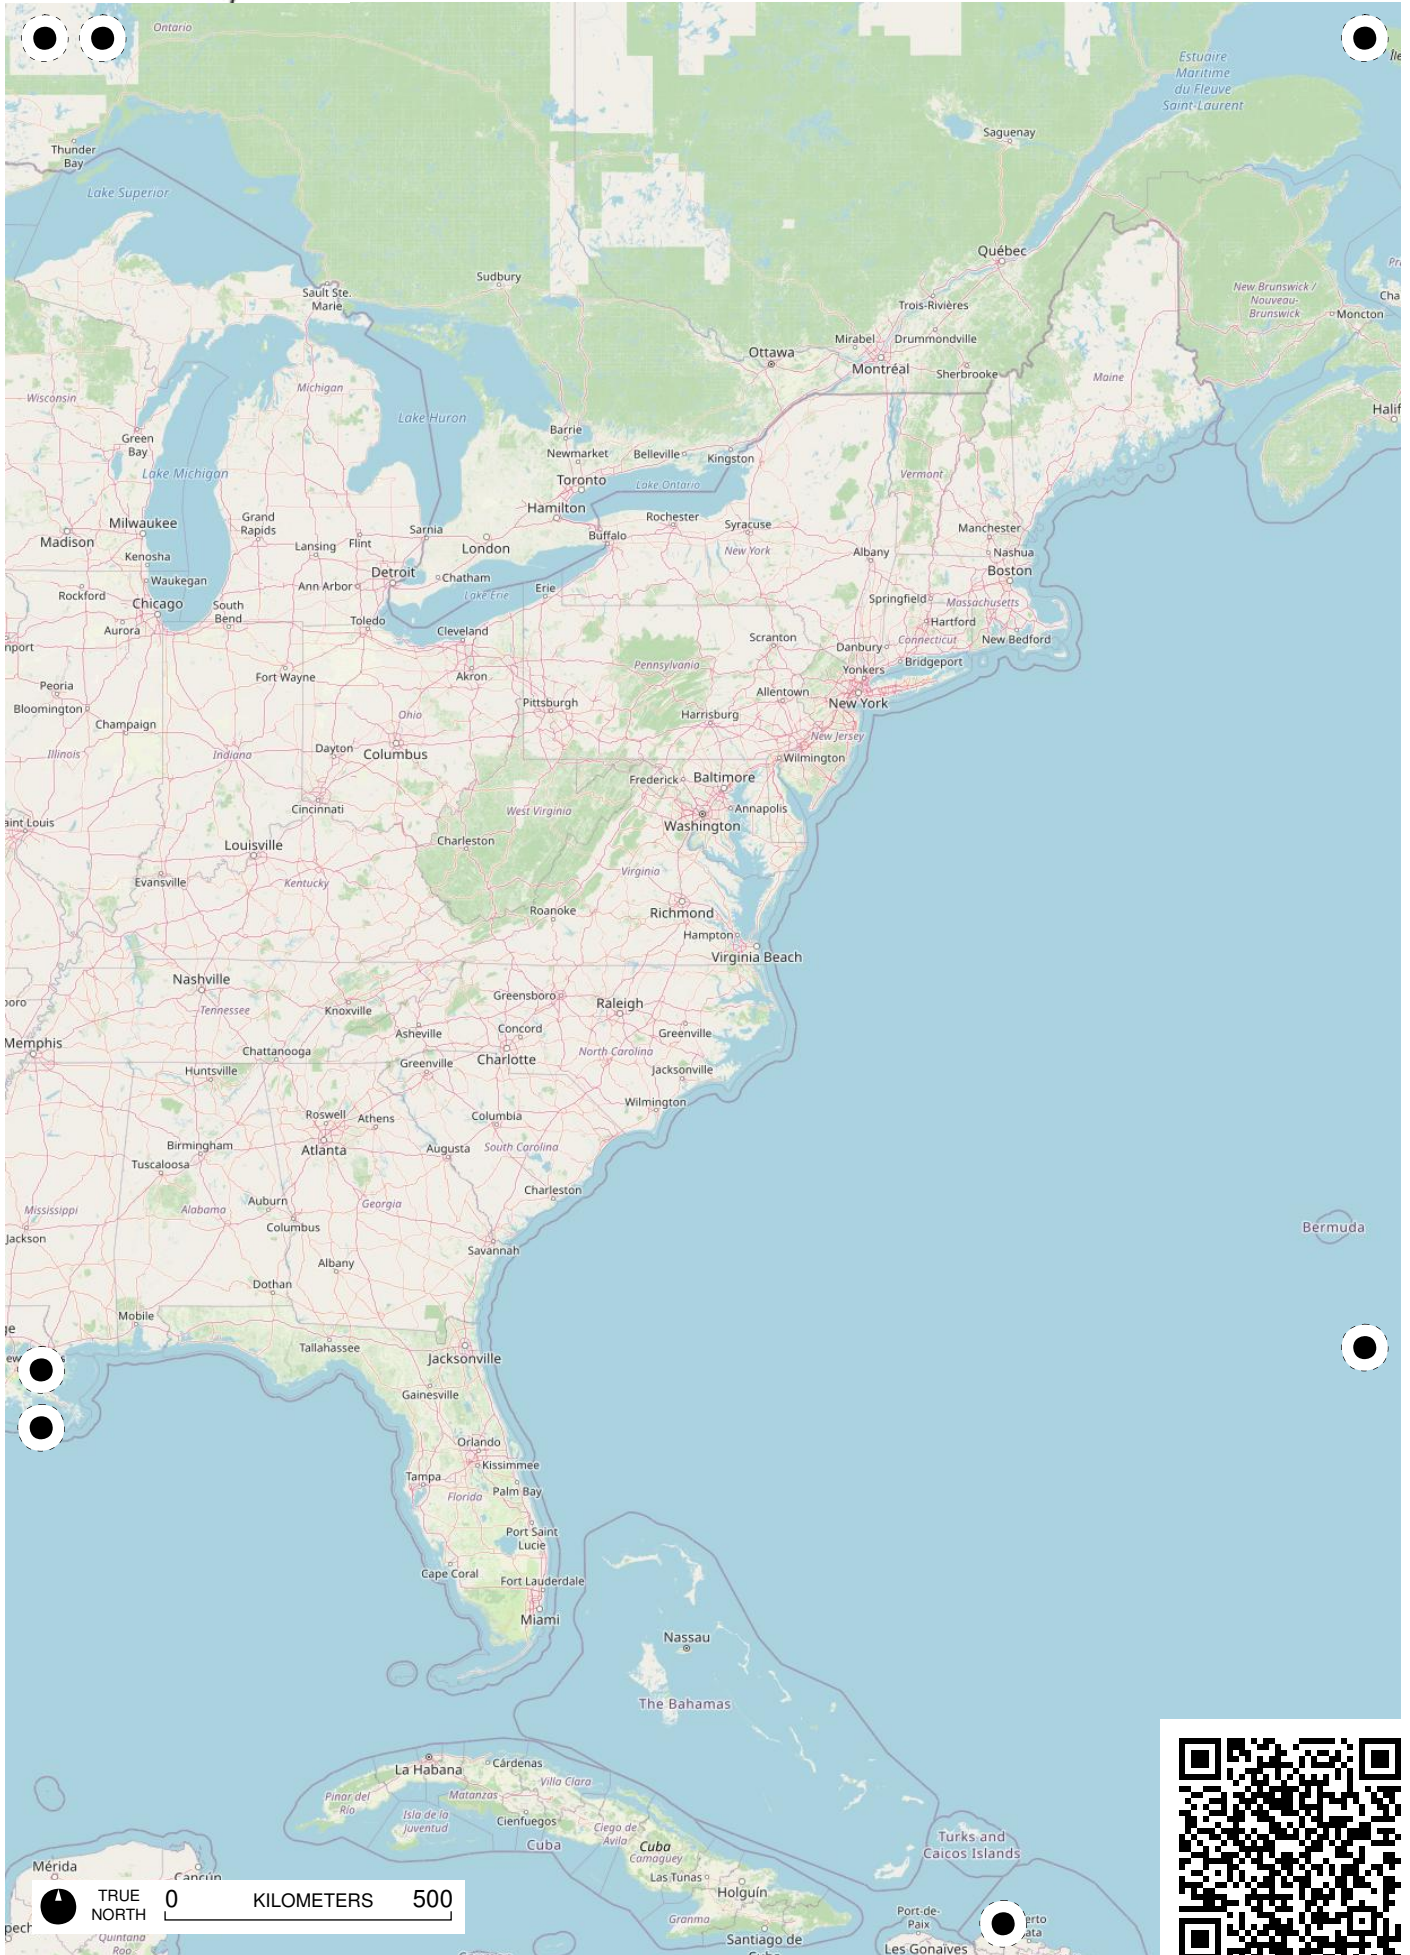 Ontario
Estuaire
Maritime
du Fleuve
Saint-Laurent
Saguenay
Thunder
Bay
Lake Superior
Québec
Sudbury
Sault Ste.
Marie
Trois-Rivières
New Brunswick /
Nouveau-
Brunswick
Moncton
Mirabel
Drummondville
Ottawa
Montréal
Sherbrooke
Maine
Michigan
Wisconsin
Lake Huron
Green
Bay
Barrie
Newmarket
Belleville
Kingston
Lake Michigan
Vermont
Toronto
Lake Ontario
Hamilton
Grand
Rapids
Milwaukee
Madison
Rochester
Syracuse
Manchester
Sarnia
Buffalo
Lansing
Flint
London
New York
Albany
Nashua
Kenosha
Boston
Waukegan
Ann Arbor
Detroit
Chatham
Erie
Lake Erie
Rockford
Chicago
South
Bend
Springfield
Massachusetts
Aurora
Toledo
Cleveland
Hartford
nport
Scranton
Danbury
Connecticut
New Bedford
Bridgeport
Pennsylvania
Yonkers
Peoria
Fort Wayne
Akron
Allentown
Bloomington
Pittsburgh
New York
Champaign
Ohio
Harrisburg
Illinois
Indiana
Dayton
Columbus
New Jersey
Wilmington
Frederick
Baltimore
Cincinnati
West Virginia
Annapolis
aint Louis
Washington
Louisville
Charleston
Evansville
Kentucky
Virginia
Roanoke
Richmond
Hampton
Virginia Beach
Nashville
Greensboro
Raleigh
boro
Tennessee
Knoxville
Asheville
Concord
Greenville
Memphis
Chattanooga
Greenville
Charlotte
North Carolina
Huntsville
Jacksonville
Wilmington
Roswell
Athens
Columbia
Birmingham
Atlanta
Augusta
South Carolina
Tuscaloosa
Charleston
Auburn
Georgia
Mississippi
Alabama
Columbus
Bermuda
Jackson
Savannah
Albany
Dothan
Mobile
Tallahassee
Jacksonville
Gainesville
Orlando
Kissimmee
Tampa
Palm Bay
Florida
Port Saint
Lucie
Cape Coral
Fort Lauderdale
Miami
Nassau
The Bahamas
La Habana
Cárdenas
Villa Clara
Pinar del
Río
Matanzas
Isla de la
Juventud
Cienfuegos
Ciego de
Ávila
Cuba
Cuba
Camagüey
Turks and
Caicos Islands
Mérida
Cancún
Las Tunas
Holguín
TRUE
NORTH
0 KILOMETERS 500
Granma
Port-de-
Paix
Santiago de
Cuba
Les Gonaïves
Quintana
Roo